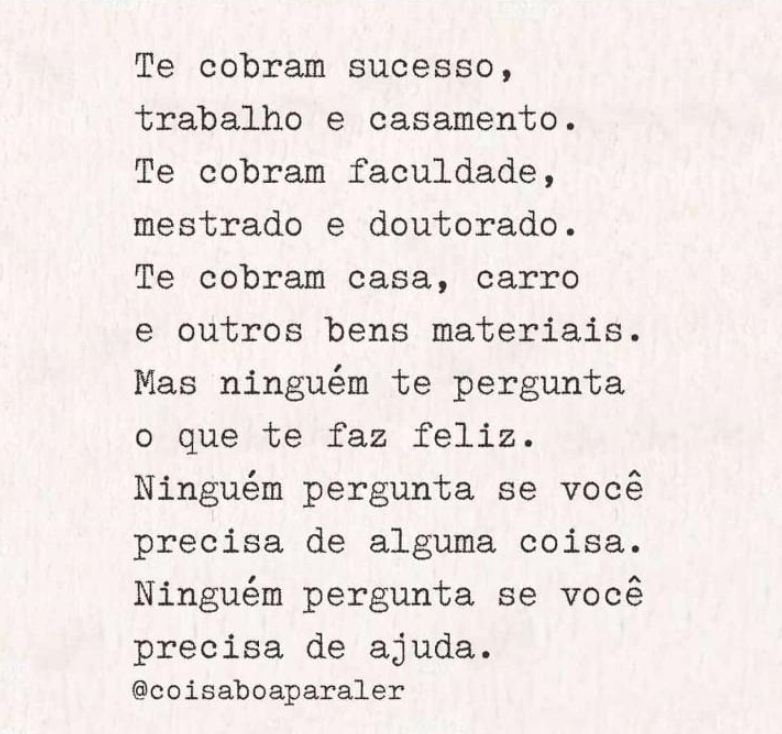 Te cobram sucesso,
trabalho e casamento.
Te cobram faculdade,
mestrado e doutorado.
Te cobram casa, carro
e outros bens materiais.
Mas ninguém te pergunta
o que te faz feliz.
Ninguém pergunta se você
precisa de alguma coisa.
Ninguém pergunta se você
precisa de ajuda.
@coisaboaparaler